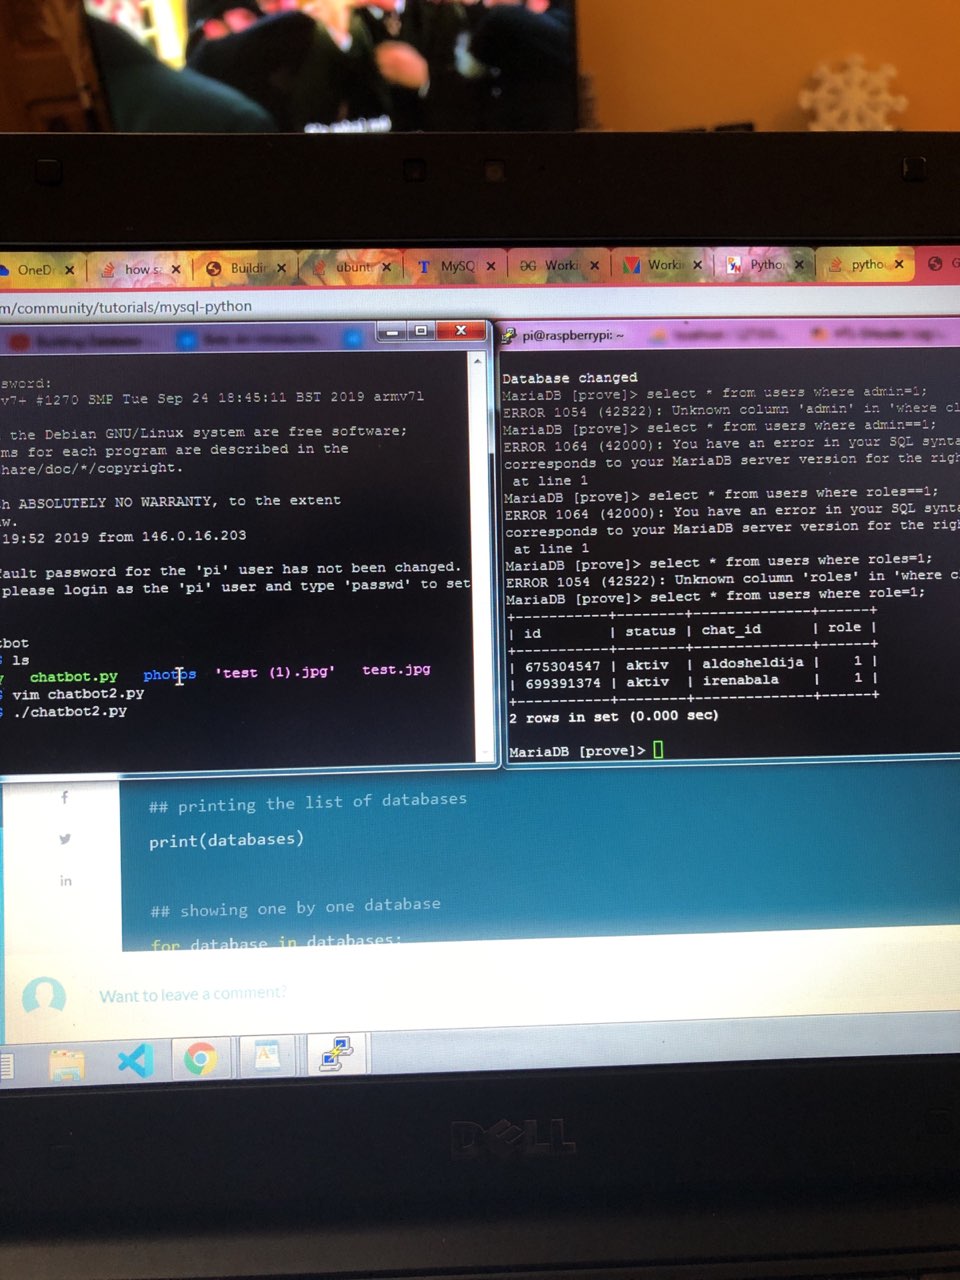 OneD
how s
Buildin
ubunt
MySQ
Workin
Workin
Python
pytho
m/community/tutorials/mysql-python
sword:
v7+ #1270 SMP Tue Sep 24 18:45:11 BST 2019 armv7l
the Debian GNU/Linux system are free software;
ms for each program are described in the
hare/doc/*/copyright.
h ABSOLUTELY NO WARRANTY, to the extent
w.
19:52 2019 from 146.0.16.203
ault password for the 'pi' user has not been changed.
please login as the 'pi' user and type 'passwd' to set
tbot
$ ls
y chatbot.py photos 'test (1).jpg' test.jpg
$ vim chatbot2.py
$ ./chatbot2.py
pi@raspberrypi: ~
Database changed
MariaDB [prove]> select * from users where admin=1;
ERROR 1054 (42S22): Unknown column 'admin' in 'where cl
MariaDB [prove]> select * from users where admin==1;
ERROR 1064 (42000): You have an error in your SQL synta
corresponds to your MariaDB server version for the righ
at line 1
MariaDB [prove]> select * from users where roles==1;
ERROR 1064 (42000): You have an error in your SQL synta
corresponds to your MariaDB server version for the righ
at line 1
MariaDB [prove]> select * from users where roles=1;
ERROR 1054 (42S22): Unknown column 'roles' in 'where cl
MariaDB [prove]> select * from users where role=1;
| id | status | chat_id | role |
| 675304547 | aktiv | aldosheldija | 1 |
| 699391374 | aktiv | irenabala | 1 |
2 rows in set (0.000 sec)
MariaDB [prove]>
## printing the list of databases
print(databases)
## showing one by one database
for database in databases:
Want to leave a comment?
DELL